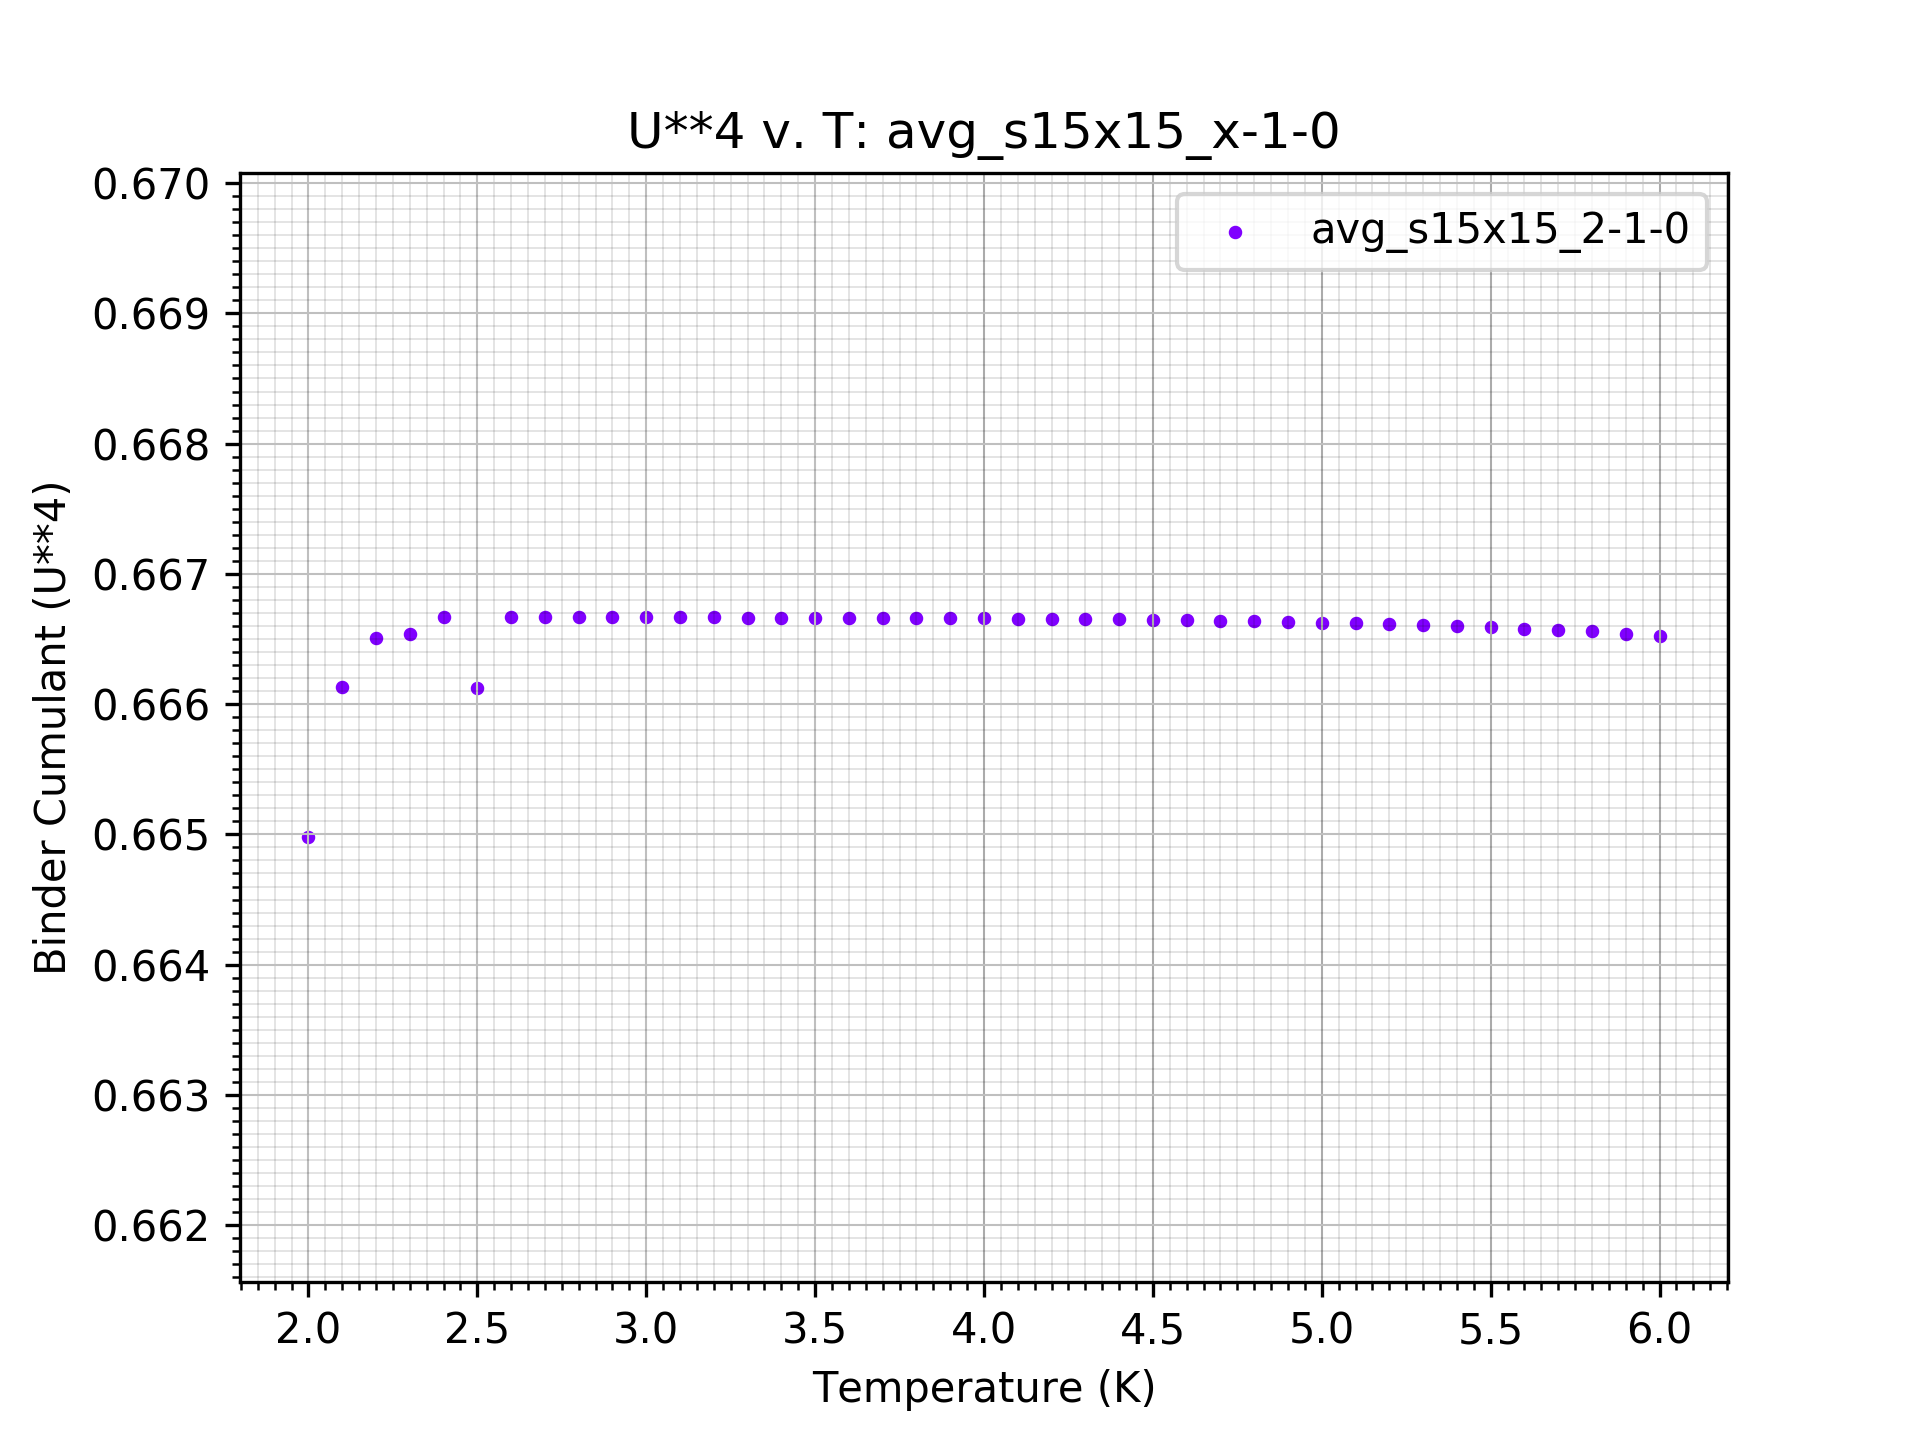 U**4 v. T: avg_s15x15_x-1-0
avg_s15x15_2-1-0
Binder Cumulant (U**4)
0.670
0.669
0.668
0.667
0.666
0.665
0.664
0.663
0.662
2.0 2.5 3.0 3.5 4.0 4.5 5.0 5.5 6.0
Temperature (K)